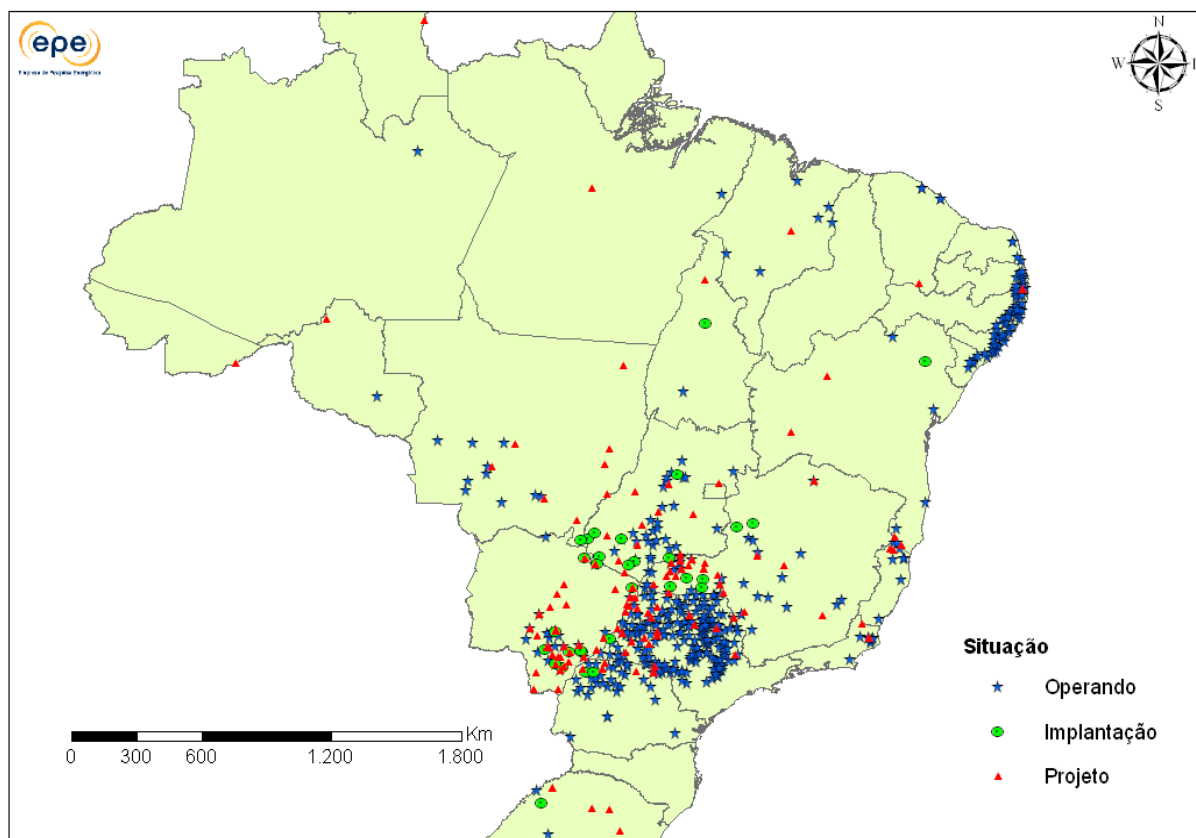 epe
Empresa de Pesquisa Energética
N
W
E
S
Situação
Operando
Implantação
Projeto
Km
0 300 600 1.200 1.800